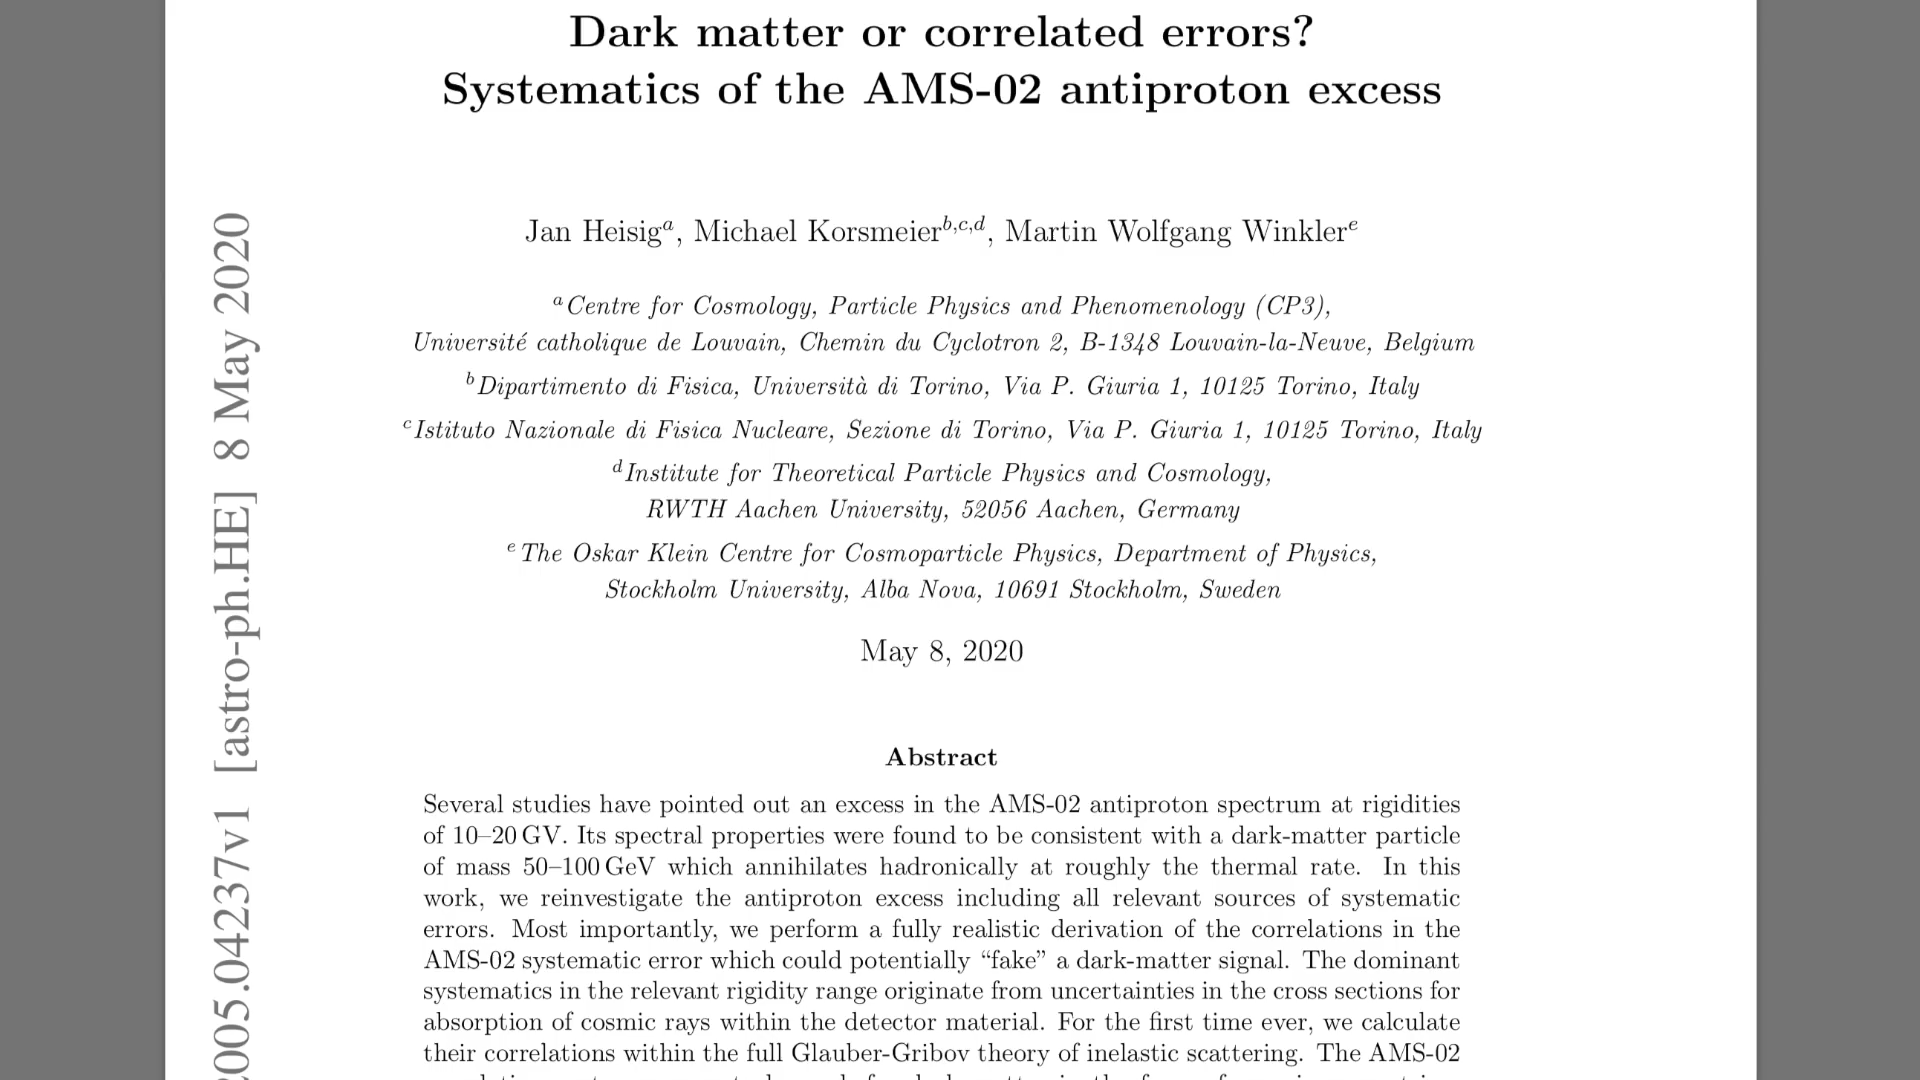 Dark matter or correlated errors?
Systematics of the AMS-02 antiproton excess
Jan Heisigᵃ, Michael Korsmeierᵇ,ᶜ,ᵈ, Martin Wolfgang Winklerᵉ
ᵃ Centre for Cosmology, Particle Physics and Phenomenology (CP3),
Université catholique de Louvain, Chemin du Cyclotron 2, B-1348 Louvain-la-Neuve, Belgium
ᵇ Dipartimento di Fisica, Università di Torino, Via P. Giuria 1, 10125 Torino, Italy
ᶜ Istituto Nazionale di Fisica Nucleare, Sezione di Torino, Via P. Giuria 1, 10125 Torino, Italy
ᵈ Institute for Theoretical Particle Physics and Cosmology,
RWTH Aachen University, 52056 Aachen, Germany
ᵉ The Oskar Klein Centre for Cosmoparticle Physics, Department of Physics,
Stockholm University, Alba Nova, 10691 Stockholm, Sweden
May 8, 2020
Abstract
Several studies have pointed out an excess in the AMS-02 antiproton spectrum at rigidities
of 10–20 GV. Its spectral properties were found to be consistent with a dark-matter particle
of mass 50–100 GeV which annihilates hadronically at roughly the thermal rate. In this
work, we reinvestigate the antiproton excess including all relevant sources of systematic
errors. Most importantly, we perform a fully realistic derivation of the correlations in the
AMS-02 systematic error which could potentially “fake” a dark-matter signal. The dominant
systematics in the relevant rigidity range originate from uncertainties in the cross sections for
absorption of cosmic rays within the detector material. For the first time ever, we calculate
their correlations within the full Glauber-Gribov theory of inelastic scattering. The AMS-02
2005.04237v1 [astro-ph.HE] 8 May 2020